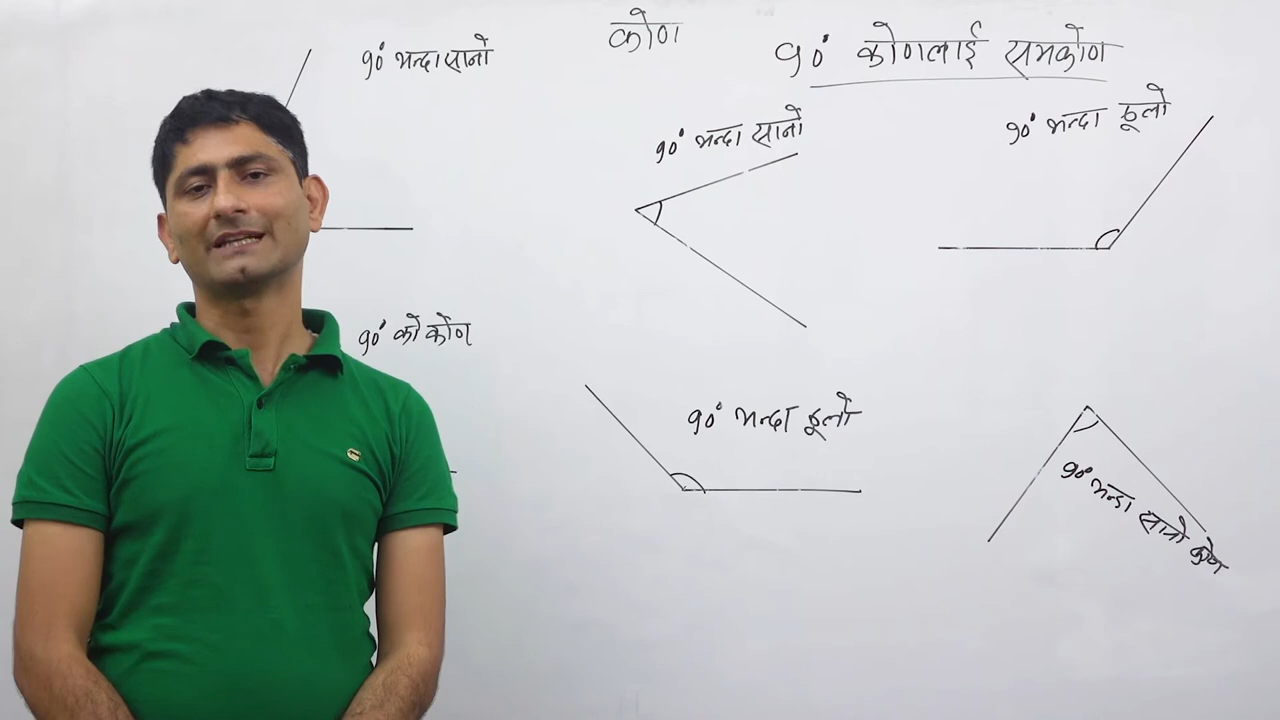 कोण
९०° कोणलाई समकोण
९०° भन्दा सानो
९०° भन्दा सानो
९०° भन्दा ठूलो
९०° को कोण
९०° भन्दा ठूलो
९०° भन्दा सानो कोण